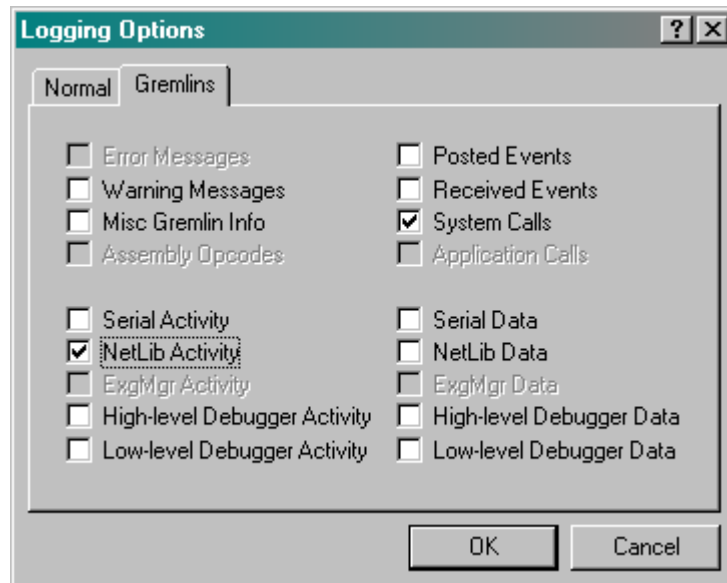 Logging Options
Normal
Gremlins
Error Messages
Warning Messages
Misc Gremlin Info
Assembly Opcodes
Posted Events
Received Events
System Calls
Application Calls
Serial Activity
NetLib Activity
ExgMgr Activity
High-level Debugger Activity
Low-level Debugger Activity
Serial Data
NetLib Data
ExgMgr Data
High-level Debugger Data
Low-level Debugger Data
OK
Cancel